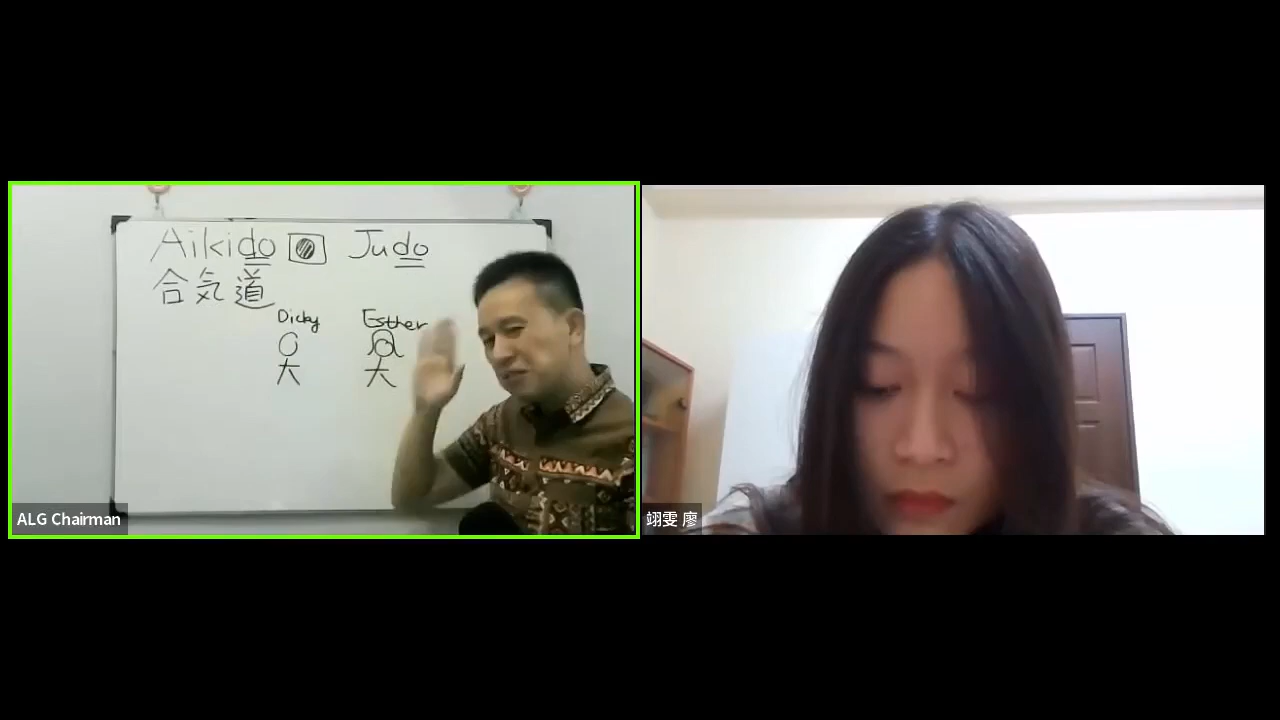 Aikido Judo
合気道
Dicky Esther
ALG Chairman
翊雯 廖